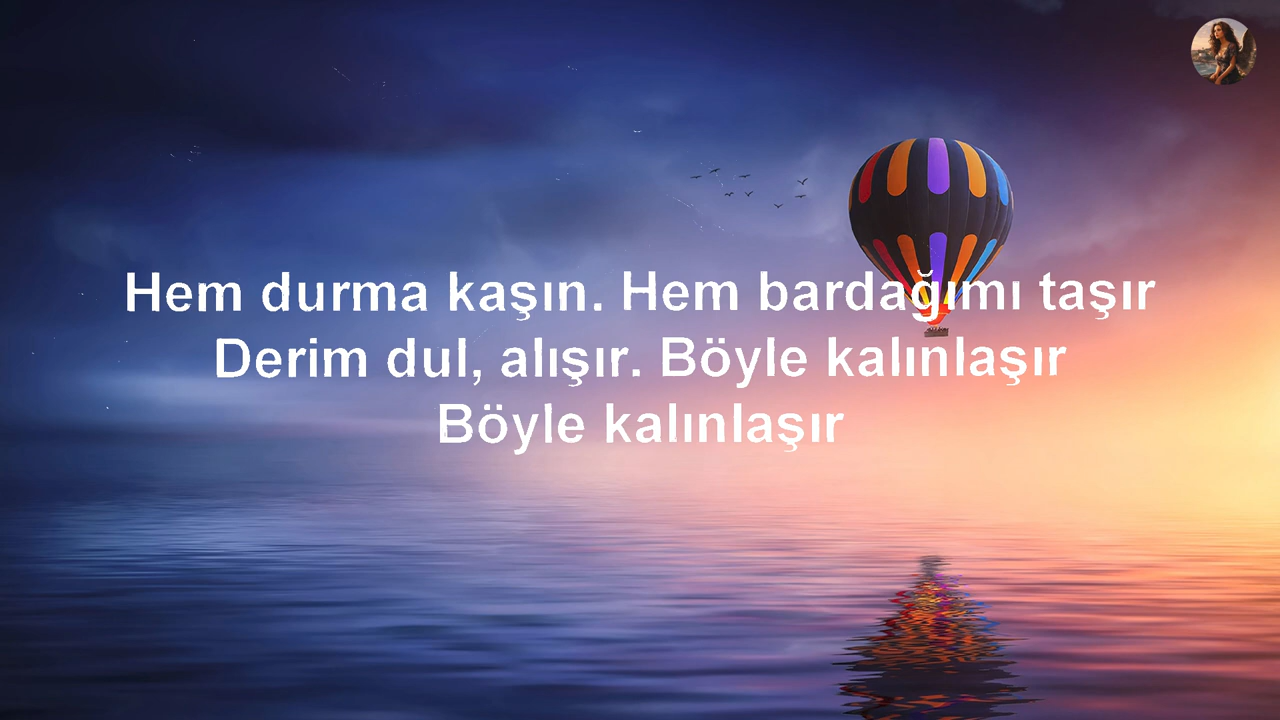 Hem durma kaşın. Hem bardağımı taşır
Derim dul, alışır. Böyle kalınlaşır
Böyle kalınlaşır